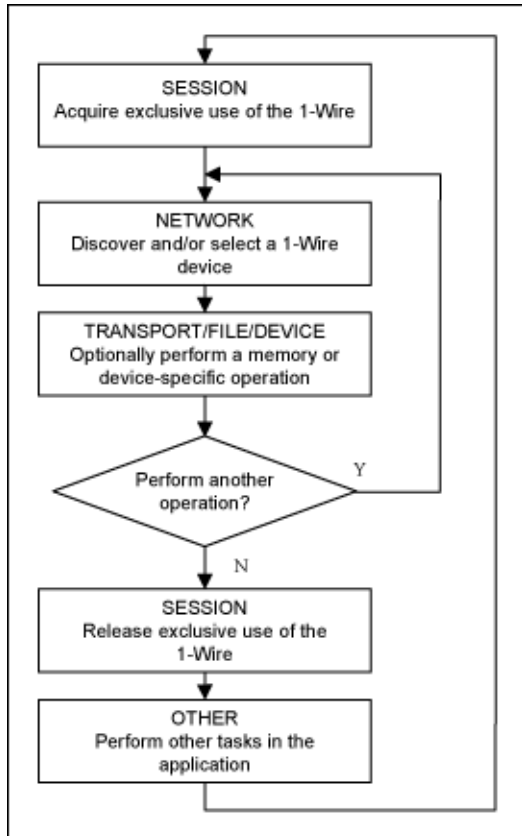 SESSION
Acquire exclusive use of the 1-Wire
NETWORK
Discover and/or select a 1-Wire
device
TRANSPORT/FILE/DEVICE
Optionally perform a memory or
device-specific operation
Perform another
operation?
Y
N
SESSION
Release exclusive use of the
1-Wire
OTHER
Perform other tasks in the
application